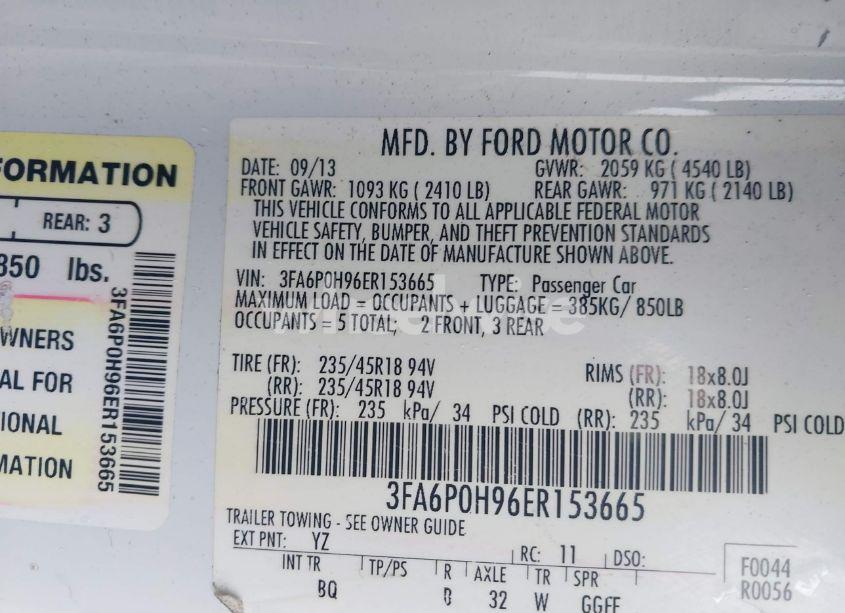 FORMATION
REAR: 3
850 lbs.
WNERS
AL FOR
TIONAL
MATION
3FA6P0H96ER153665
MFD. BY FORD MOTOR CO.
DATE: 09/13 GVWR: 2059 KG ( 4540 LB)
FRONT GAWR: 1093 KG ( 2410 LB) REAR GAWR: 971 KG ( 2140 LB)
THIS VEHICLE CONFORMS TO ALL APPLICABLE FEDERAL MOTOR
VEHICLE SAFETY, BUMPER, AND THEFT PREVENTION STANDARDS
IN EFFECT ON THE DATE OF MANUFACTURE SHOWN ABOVE.
VIN: 3FA6P0H96ER153665 TYPE: Passenger Car
MAXIMUM LOAD = OCCUPANTS + LUGGAGE = 385KG/ 850LB
OCCUPANTS = 5 TOTAL; 2 FRONT, 3 REAR
TIRE (FR): 235/45R18 94V RIMS (FR): 18x8.0J
(RR): 235/45R18 94V (RR): 18x8.0J
PRESSURE (FR): 235 kPa/ 34 PSI COLD (RR): 235 kPa/ 34 PSI COLD
3FA6P0H96ER153665
TRAILER TOWING - SEE OWNER GUIDE
EXT PNT: YZ RC: 11 DSO: F0044
INT TR TP/PS R AXLE TR SPR R0056
BQ 32 W GGFF